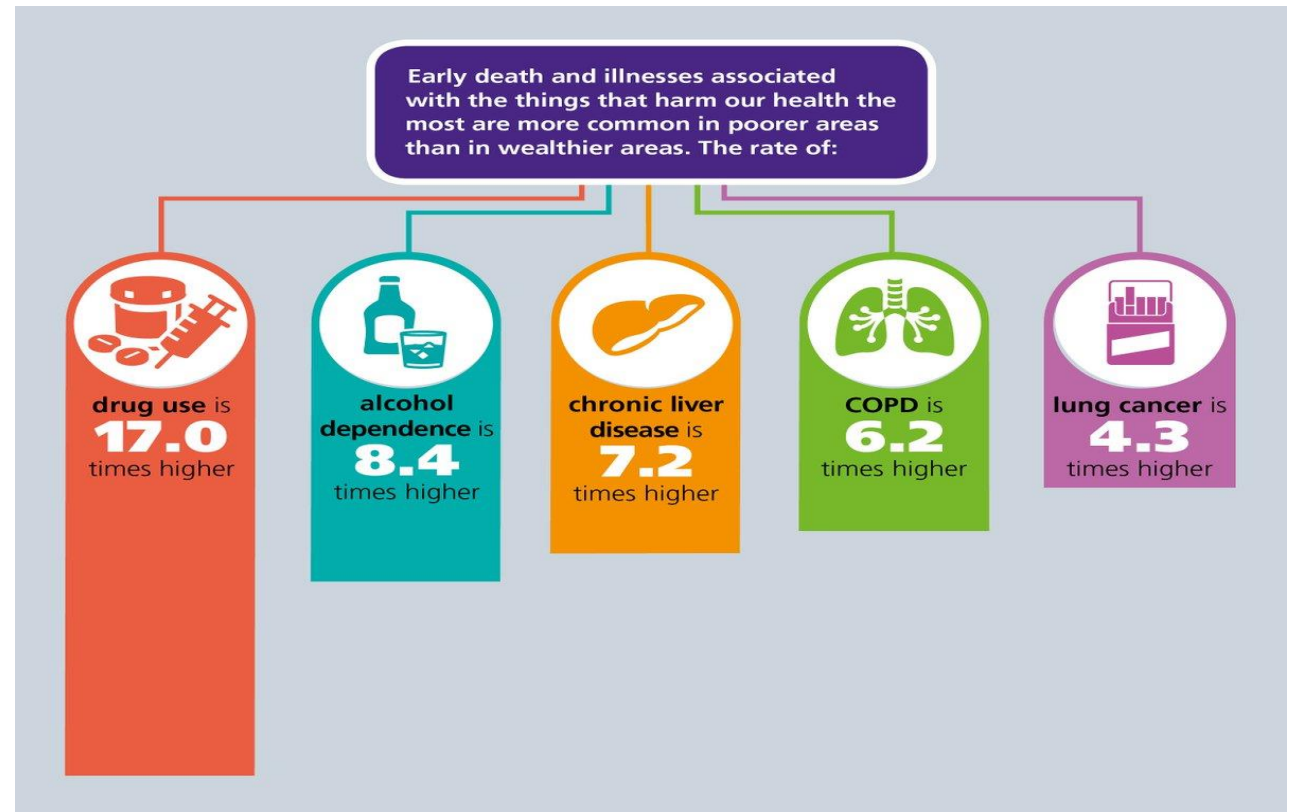 Early death and illnesses associated
with the things that harm our health the
most are more common in poorer areas
than in wealthier areas. The rate of:
drug use is
17.0
times higher
alcohol
dependence is
8.4
times higher
chronic liver
disease is
7.2
times higher
COPD is
6.2
times higher
lung cancer is
4.3
times higher